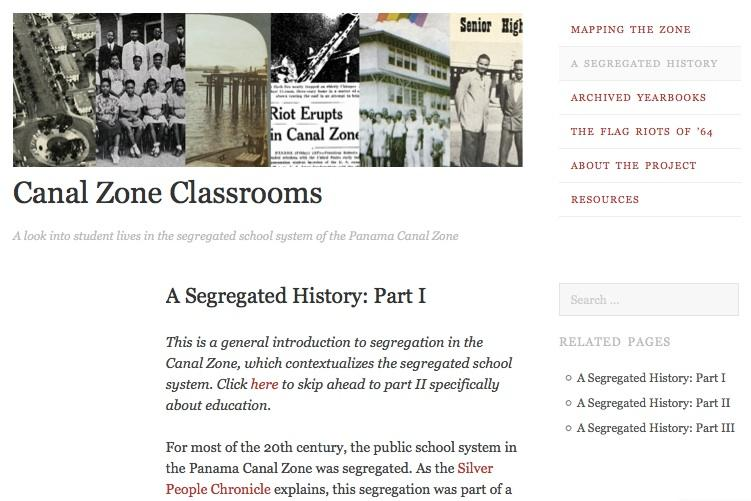 Senior High
Riot Erupts
in Canal Zone
Canal Zone Classrooms
A look into student lives in the segregated school system of the Panama Canal Zone
A Segregated History: Part I
This is a general introduction to segregation in the
Canal Zone, which contextualizes the segregated school
system. Click here to skip ahead to part II specifically
about education.
For most of the 20th century, the public school system in
the Panama Canal Zone was segregated. As the Silver
People Chronicle explains, this segregation was part of a
MAPPING THE ZONE
A SEGREGATED HISTORY
ARCHIVED YEARBOOKS
THE FLAG RIOTS OF '64
ABOUT THE PROJECT
RESOURCES
Search ...
RELATED PAGES
A Segregated History: Part I
A Segregated History: Part II
A Segregated History: Part III